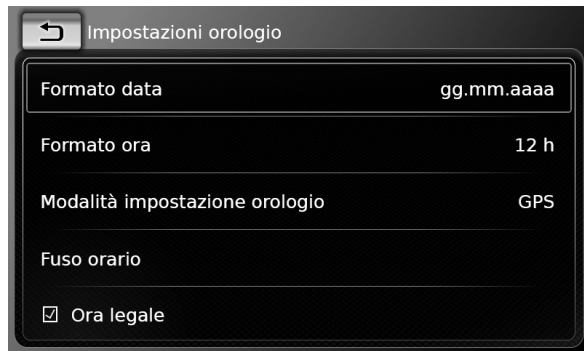 Impostazioni orologio
Formato data gg.mm.aaaa
Formato ora 12 h
Modalità impostazione orologio GPS
Fuso orario
Ora legale